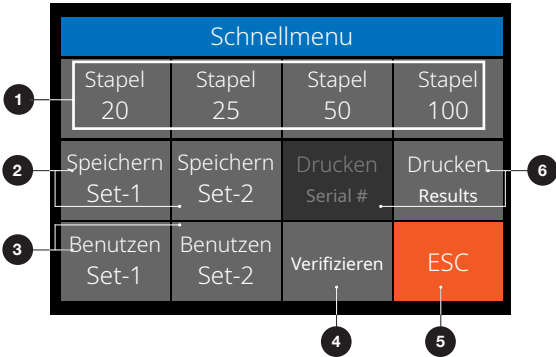 Schnellmenu
1
Stapel
20
Stapel
25
Stapel
50
Stapel
100
2
Speichern
Set-1
Speichern
Set-2
Drucken
Serial #
Drucken
Results
6
3
Benutzen
Set-1
Benutzen
Set-2
Verifizieren
ESC
4
5